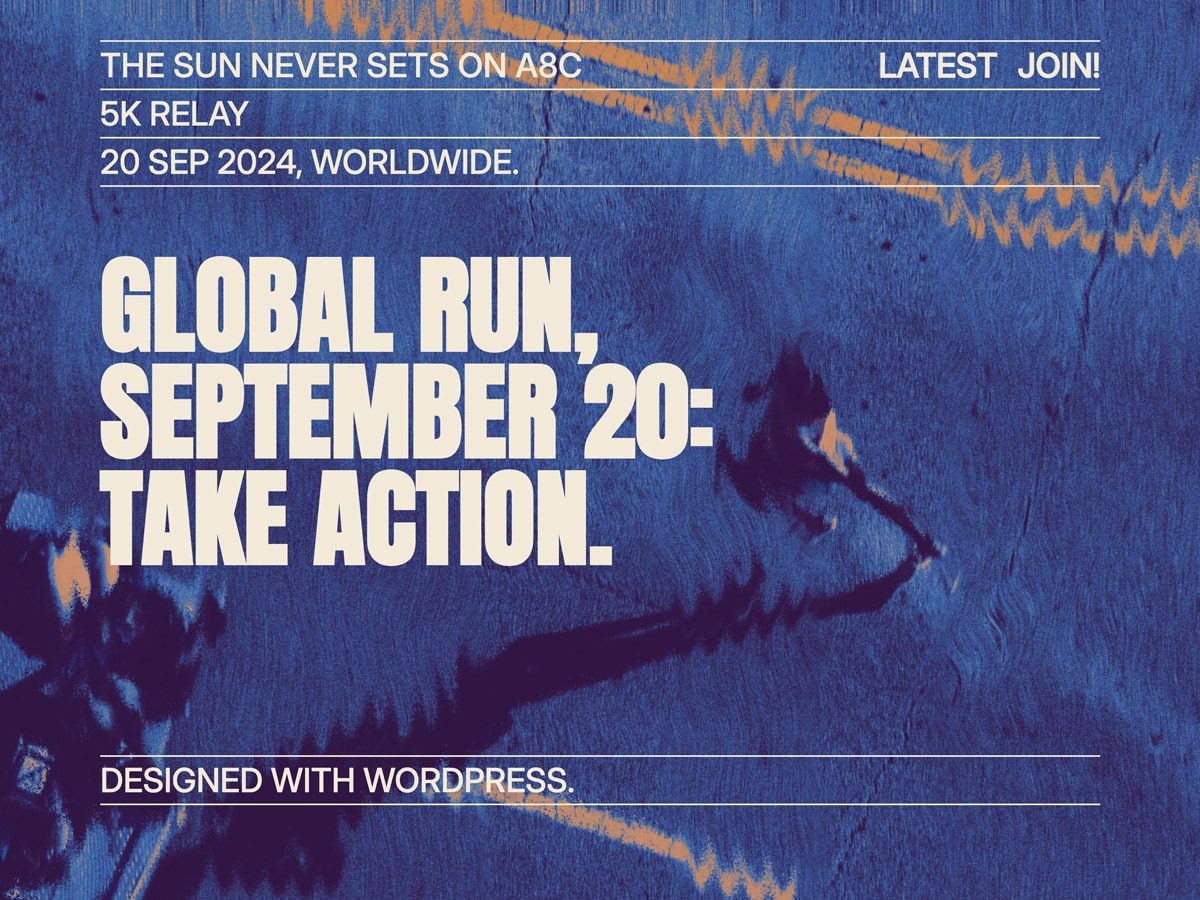 THE SUN NEVER SETS ON A8C
LATEST JOIN!
5K RELAY
20 SEP 2024, WORLDWIDE.
GLOBAL RUN,
SEPTEMBER 20:
TAKE ACTION.
DESIGNED WITH WORDPRESS.